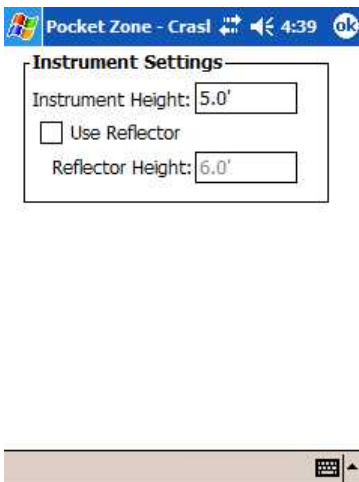 Pocket Zone - Crasl 4:39 ok
Instrument Settings
Instrument Height: 5.0'
Use Reflector
Reflector Height: 6.0'